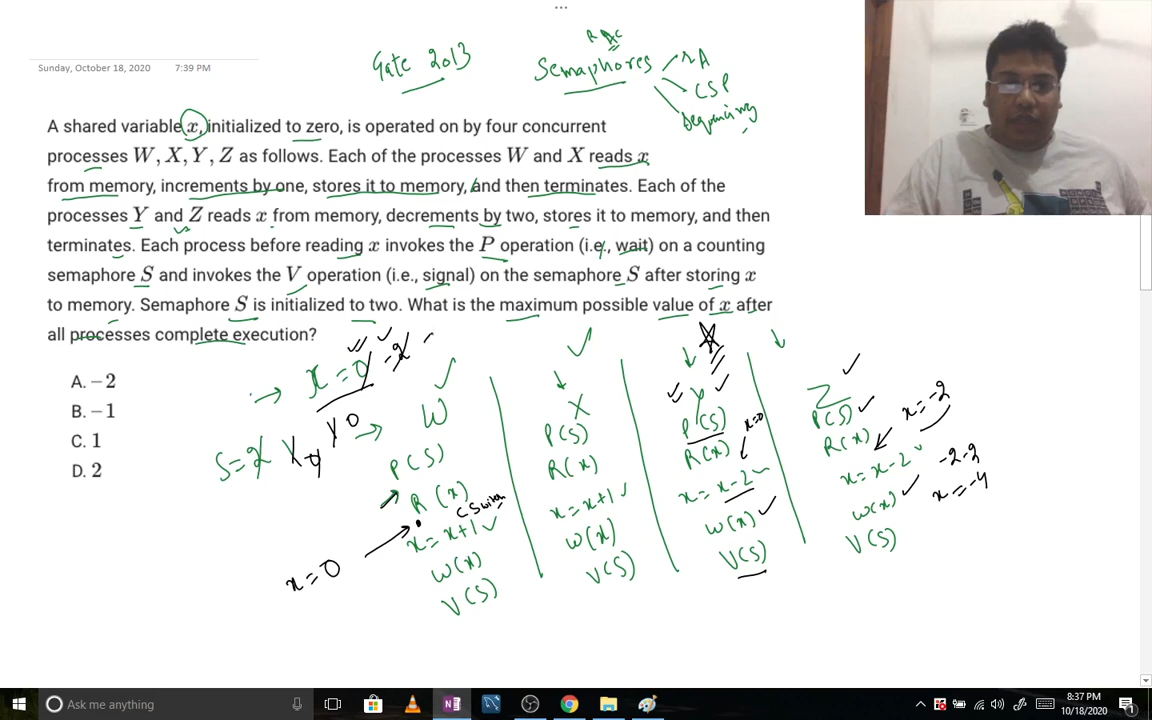 Gate 2013
Semaphores
CSP
Sunday, October 18, 2020 7:39 PM
A shared variable x, initialized to zero, is operated on by four concurrent
processes W, X, Y, Z as follows. Each of the processes W and X reads x
from memory, increments by one, stores it to memory, and then terminates. Each of the
processes Y and Z reads x from memory, decrements by two, stores it to memory, and then
terminates. Each process before reading x invokes the P operation (i.e., wait) on a counting
semaphore S and invokes the V operation (i.e., signal) on the semaphore S after storing x
to memory. Semaphore S is initialized to two. What is the maximum possible value of x after
all processes complete execution?
A. −2
B. −1
C. 1
D. 2
x = 0 -2
W
P(S)
R(x)
C Switch
x = x+1
W(x)
V(S)
x = 0
X
P(S)
R(x)
x = x+1
W(x)
V(S)
Y
P(S)
R(x)
x=0
x = x-2
W(x)
V(S)
Z
P(S)
R(x)
x = x-2
W(x)
V(S)
x = -2
-2-2
x = -4
Ask me anything
8:37 PM
10/18/2020